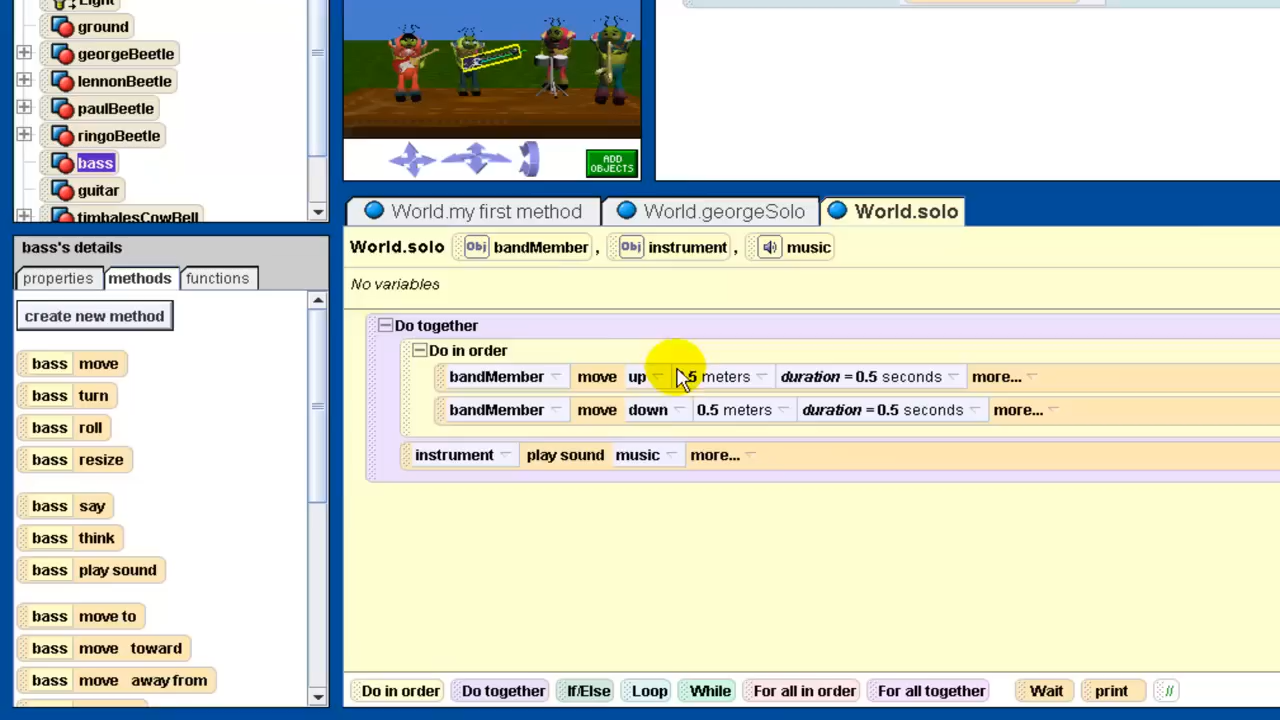 Light
ground
georgeBeetle
lennonBeetle
paulBeetle
ringoBeetle
bass
guitar
timbalesCowBell
ADD
OBJECTS
bass's details
properties methods functions
create new method
bass move
bass turn
bass roll
bass resize
bass say
bass think
bass play sound
bass move to
bass move toward
bass move away from
World.my first method World.georgeSolo World.solo
World.solo Obj bandMember , Obj instrument , music
No variables
Do together
Do in order
bandMember move up .5 meters duration = 0.5 seconds more...
bandMember move down 0.5 meters duration = 0.5 seconds more...
instrument play sound music more...
Do in order Do together If/Else Loop While For all in order For all together Wait print //